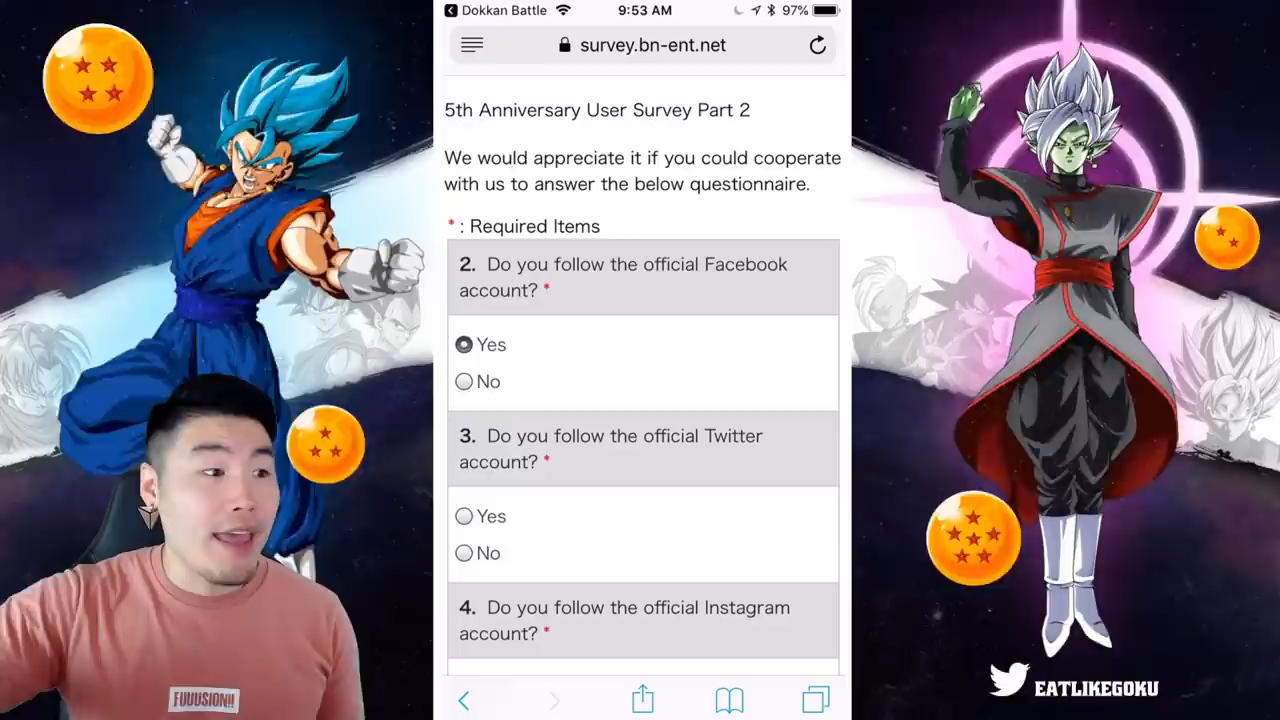 Dokkan Battle
9:53 AM
97%
survey.bn-ent.net
5th Anniversary User Survey Part 2
We would appreciate it if you could cooperate
with us to answer the below questionnaire.
* : Required Items
2. Do you follow the official Facebook
account? *
Yes
No
3. Do you follow the official Twitter
account? *
Yes
No
4. Do you follow the official Instagram
account? *
FUUUSION!!
EATLIKEGOKU